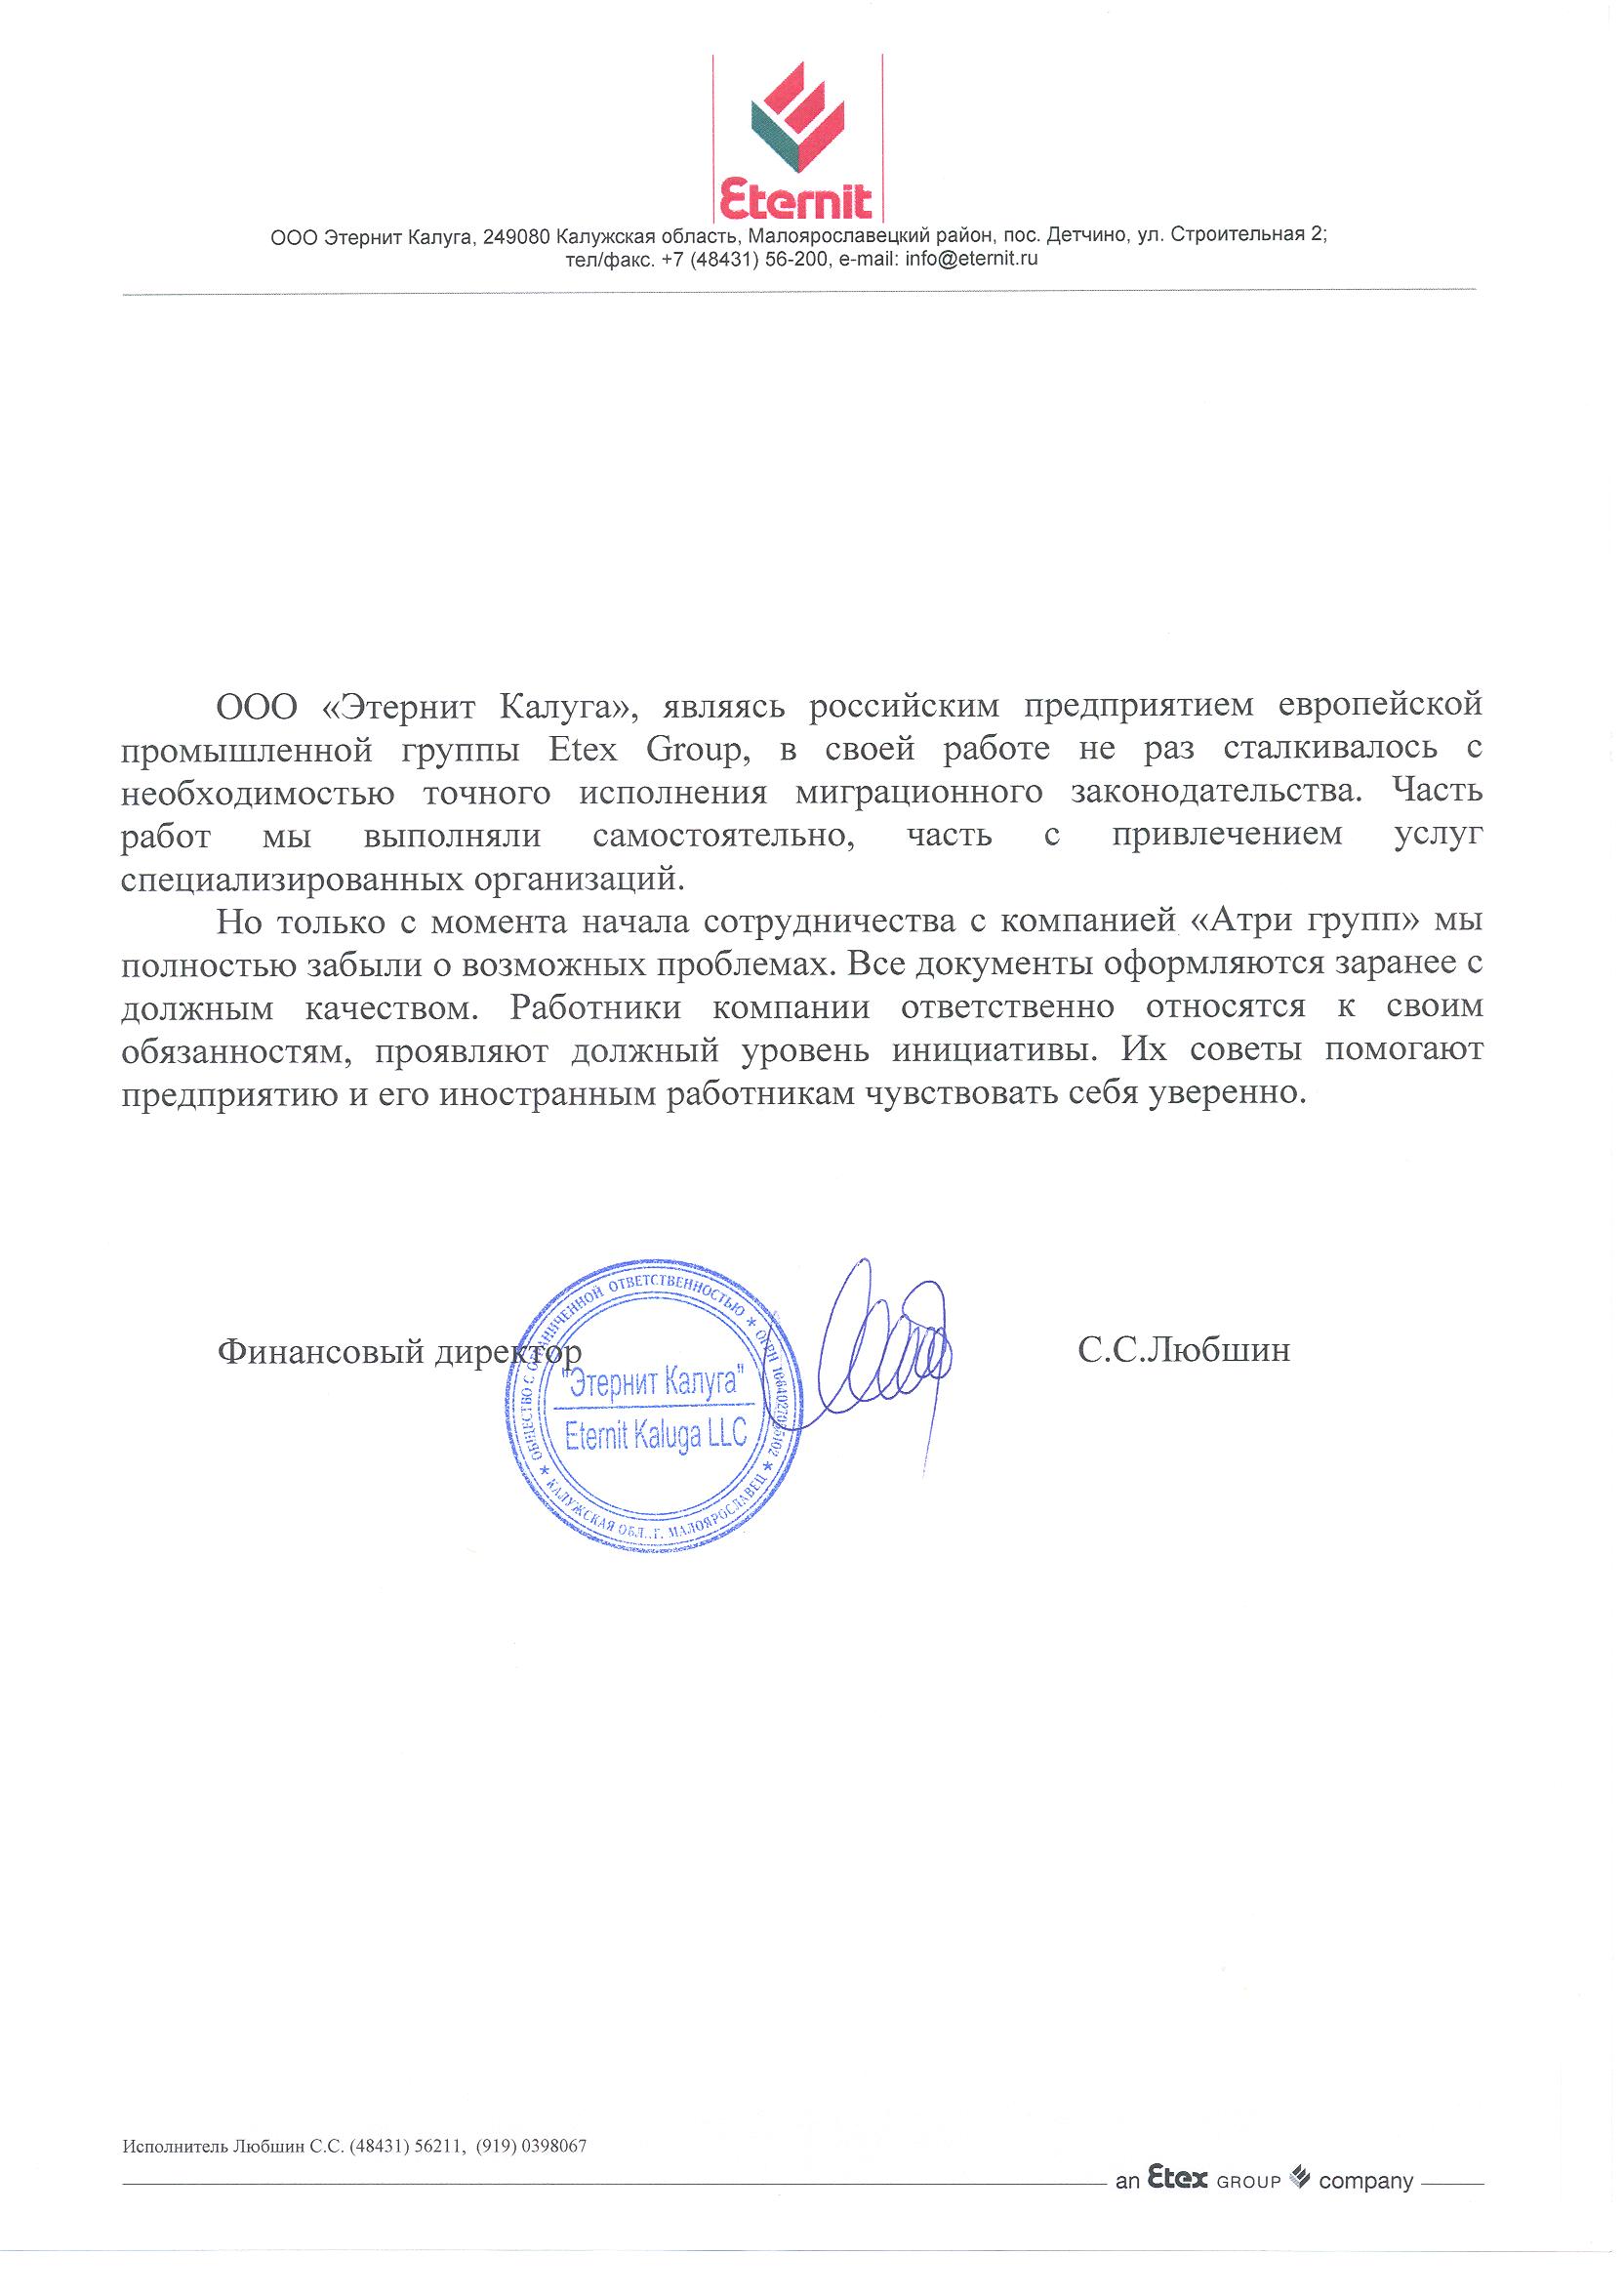 Eternit
ООО Этернит Калуга, 249080 Калужская область, Малоярославецкий район, пос. Детчино, ул. Строительная 2;
тел/факс. +7 (48431) 56-200, e-mail: info@eternit.ru
ООО «Этернит Калуга», являясь российским предприятием европейской
промышленной группы Etex Group, в своей работе не раз сталкивалось с
необходимостью точного исполнения миграционного законодательства. Часть
работ мы выполняли самостоятельно, часть с привлечением услуг
специализированных организаций.
Но только с момента начала сотрудничества с компанией «Атри групп» мы
полностью забыли о возможных проблемах. Все документы оформляются заранее с
должным качеством. Работники компании ответственно относятся к своим
обязанностям, проявляют должный уровень инициативы. Их советы помогают
предприятию и его иностранным работникам чувствовать себя уверенно.
Финансовый директор С.С.Любшин
ОБЩЕСТВО С ОГРАНИЧЕННОЙ ОТВЕТСТВЕННОСТЬЮ * ОГРН
* КАЛУЖСКАЯ ОБЛ., Г. МАЛОЯРОСЛАВЕЦ *
"Этернит Калуга"
Eternit Kaluga LLC
Исполнитель Любшин С.С. (48431) 56211, (919) 0398067
an Etex GROUP company